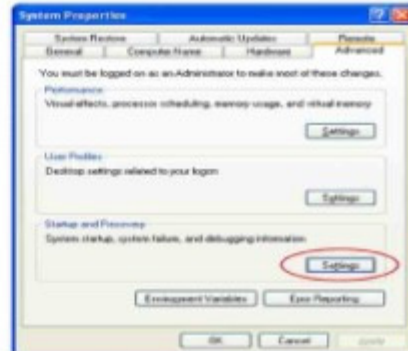 System Properties
System Restore Automatic Updates Remote
General Computer Name Hardware Advanced
You must be logged on as an Administrator to make most of these changes.
Performance
Visual effects, processor scheduling, memory usage, and virtual memory
Settings
User Profiles
Desktop settings related to your logon
Settings
Startup and Recovery
System startup, system failure, and debugging information
Settings
Environment Variables Error Reporting
OK Cancel Apply